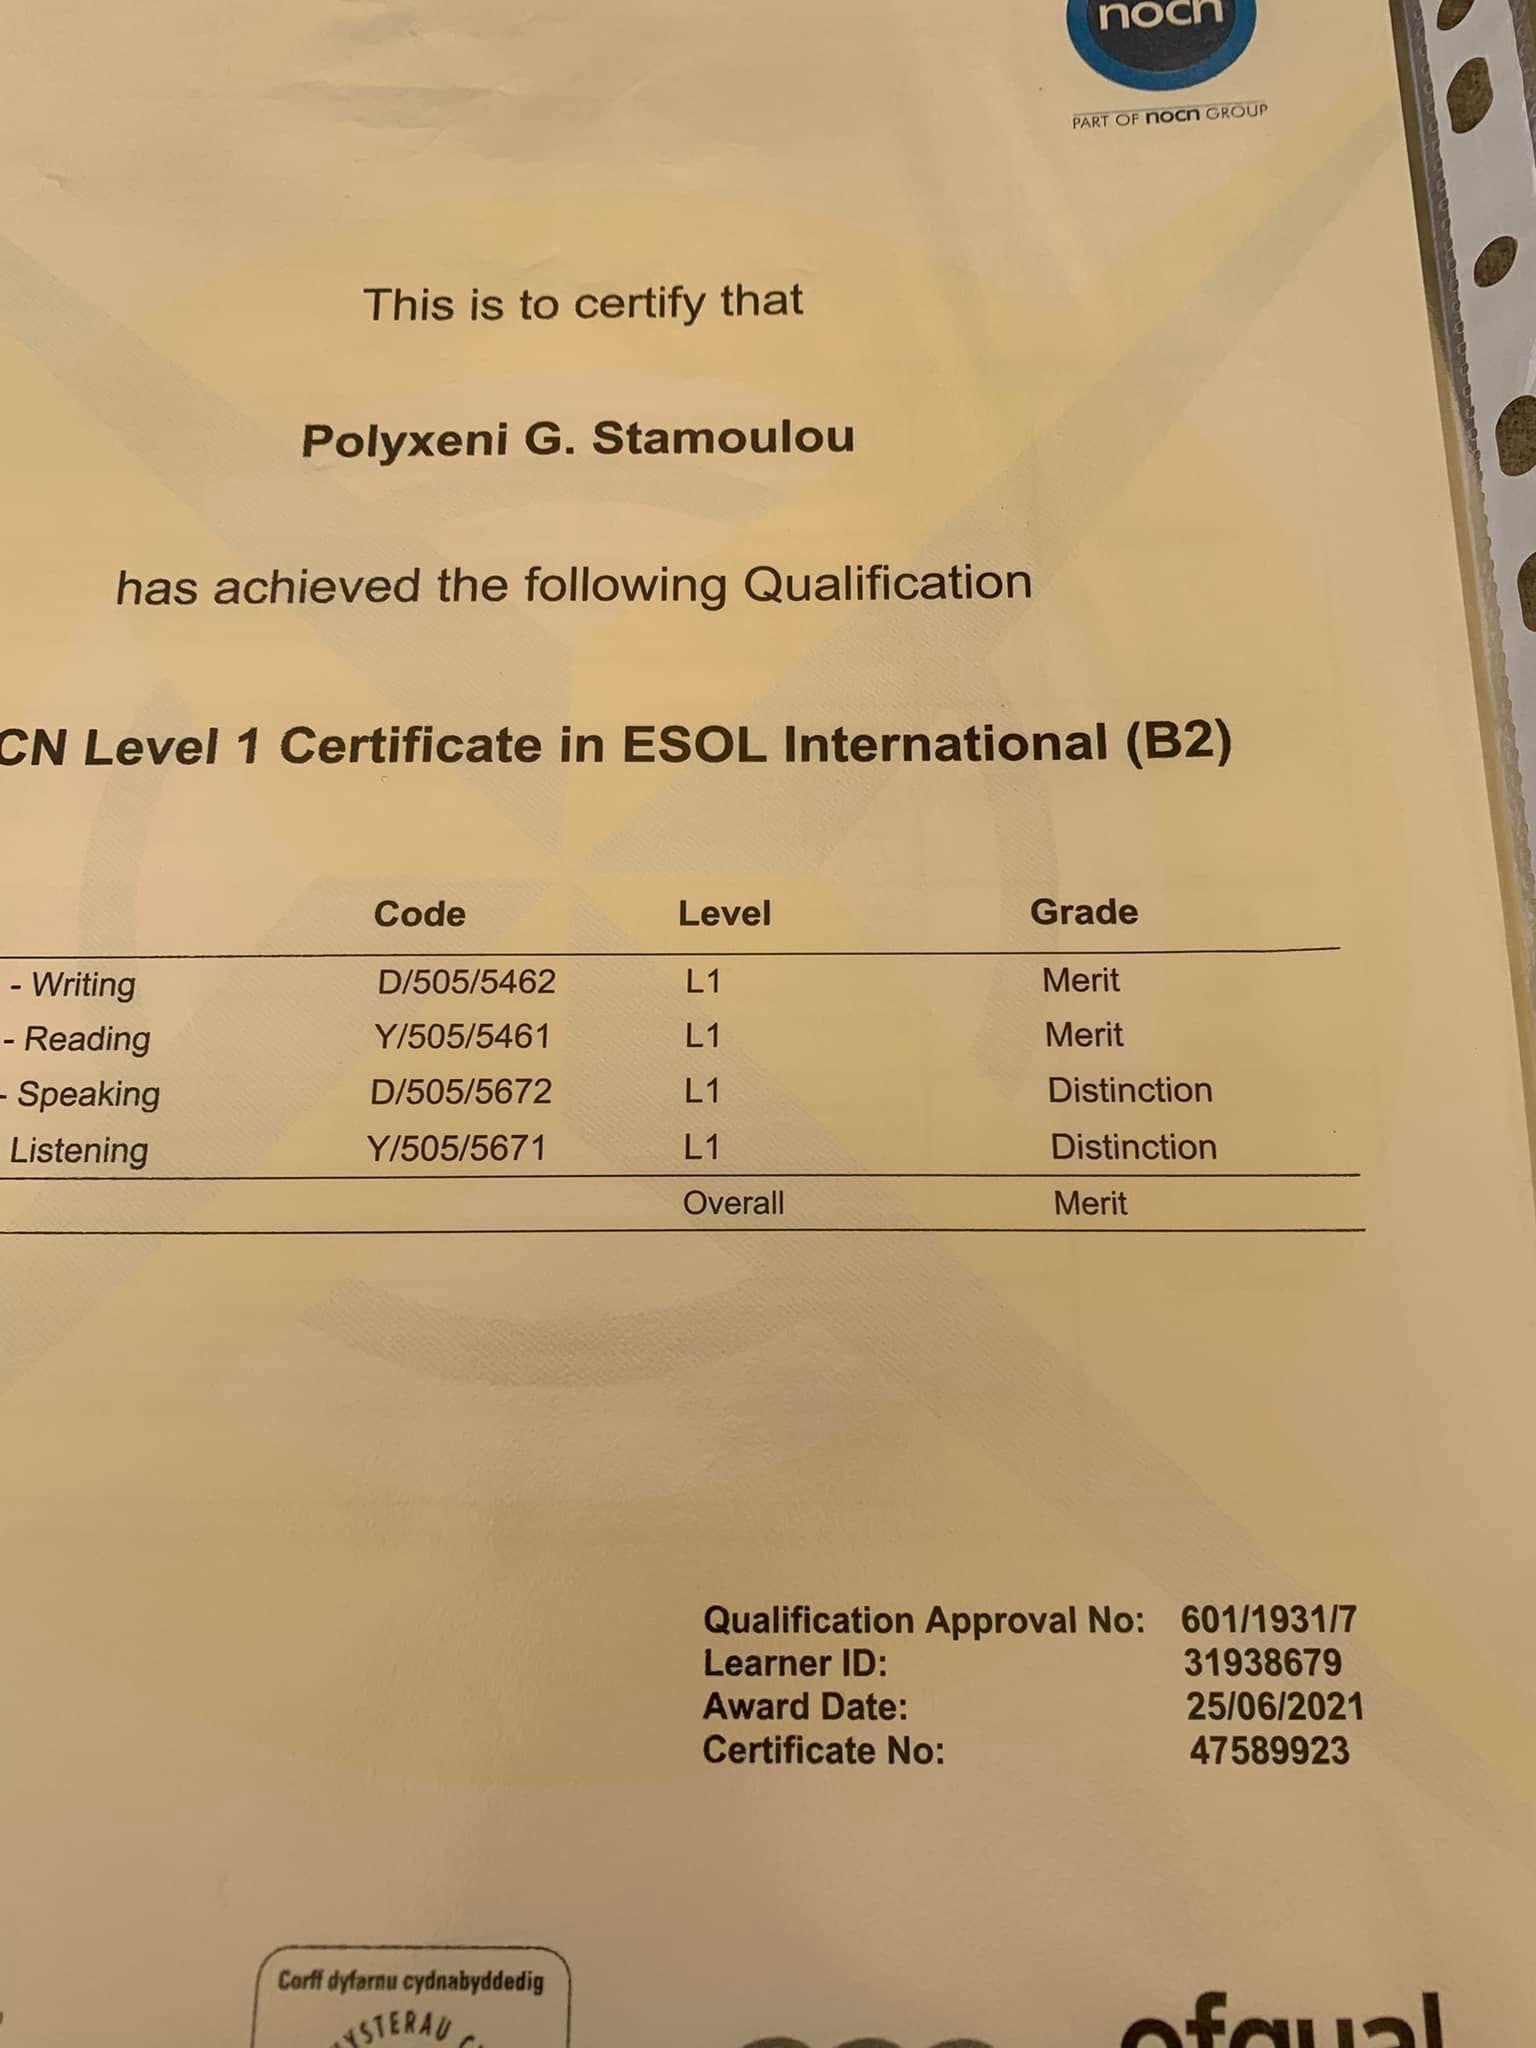 nocn
PART OF nocn GROUP
This is to certify that
Polyxeni G. Stamoulou
has achieved the following Qualification
CN Level 1 Certificate in ESOL International (B2)
Code Level Grade
- Writing D/505/5462 L1 Merit
- Reading Y/505/5461 L1 Merit
- Speaking D/505/5672 L1 Distinction
Listening Y/505/5671 L1 Distinction
Overall Merit
Qualification Approval No: 601/1931/7
Learner ID: 31938679
Award Date: 25/06/2021
Certificate No: 47589923
Corff dyfarnu cydnabyddedig
ofqual